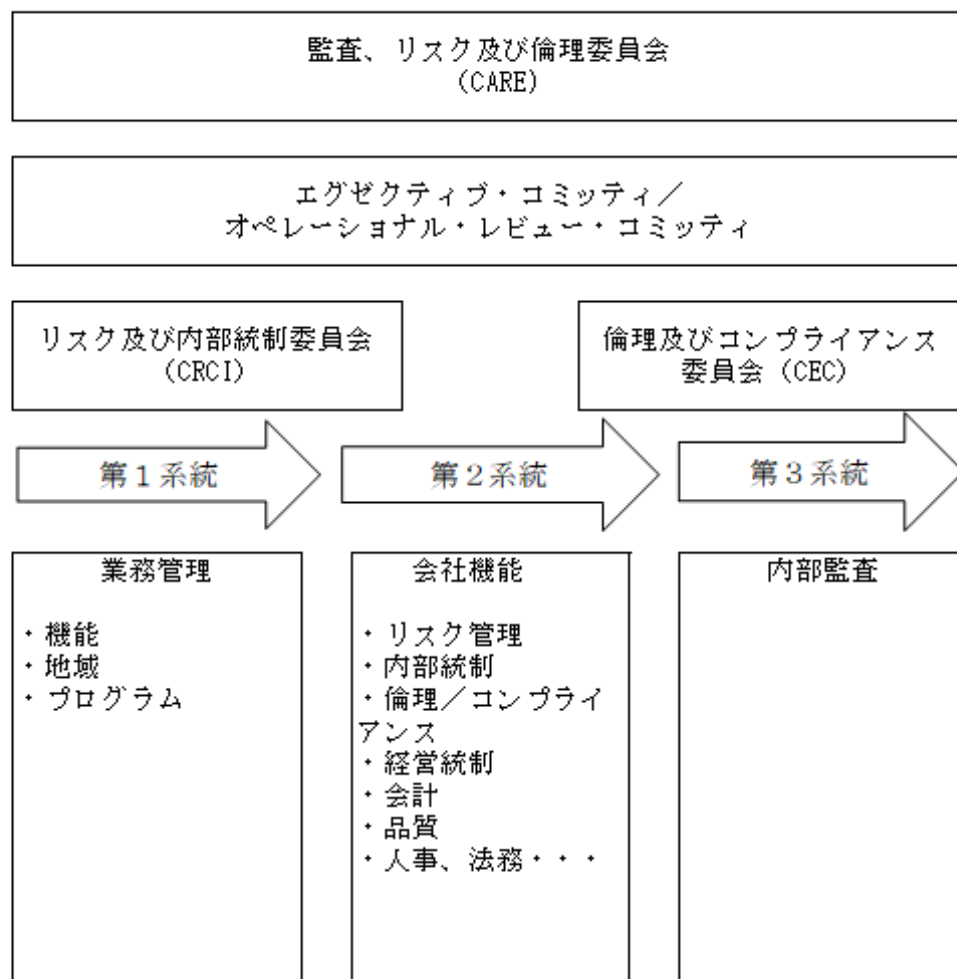 監査、リスク及び倫理委員会
(CARE)
エグゼクティブ・コミッティ／
オペレーショナル・レビュー・コミッティ
リスク及び内部統制委員会
(CRCI)
倫理及びコンプライアンス
委員会 (CEC)
第１系統
第２系統
第３系統
業務管理
・機能
・地域
・プログラム
会社機能
・リスク管理
・内部統制
・倫理／コンプライ
アンス
・経営統制
・会計
・品質
・人事、法務・・・
内部監査